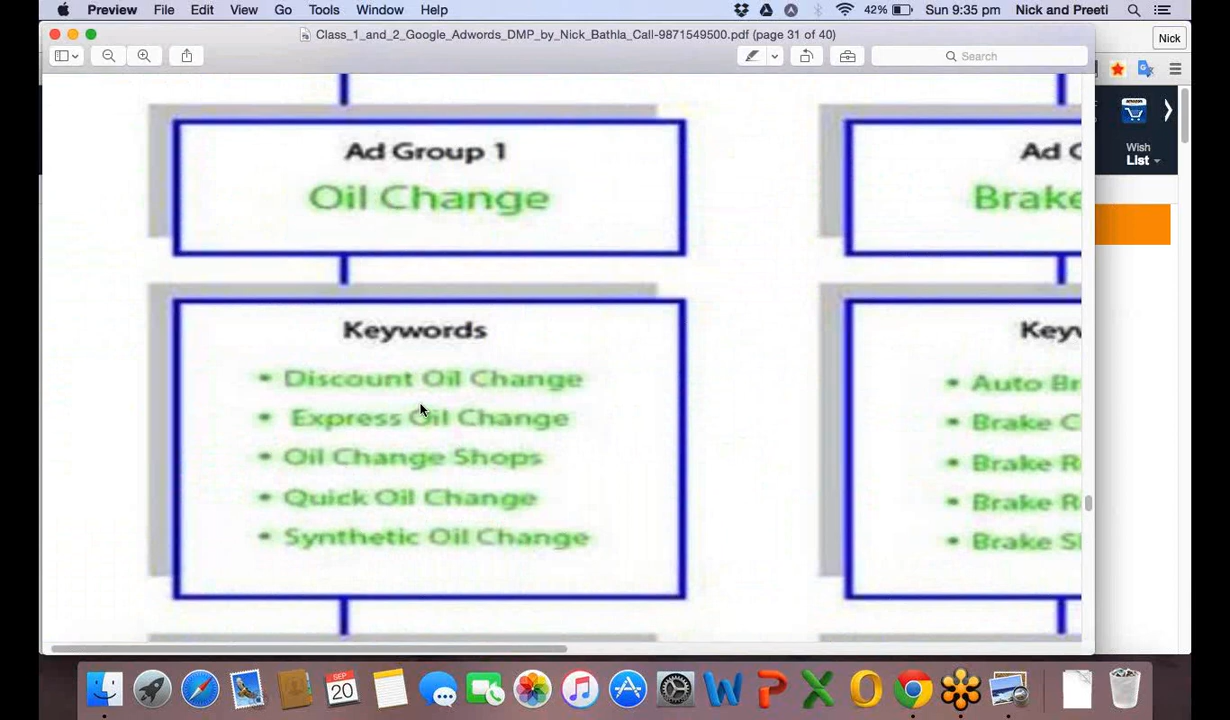 Preview File Edit View Go Tools Window Help 42% Sun 9:35 pm Nick and Preeti
Class_1_and_2_Google_Adwords_DMP_by_Nick_Bathla_Call-9871549500.pdf (page 31 of 40)
Nick
Search
amazon
Wish
List
Ad Group 1
Oil Change
Keywords
• Discount Oil Change
• Express Oil Change
• Oil Change Shops
• Quick Oil Change
• Synthetic Oil Change
Ad
Brake
• Auto
• Brake
• Brake
• Brake
• Brake
SEP
20